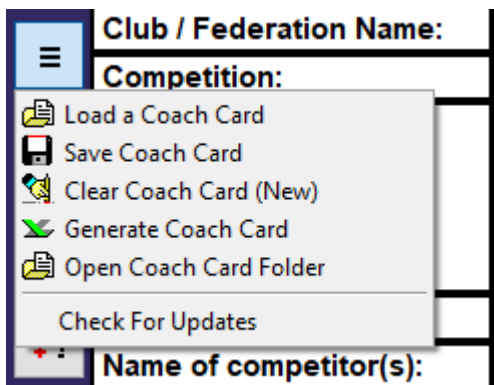 Club / Federation Name:
Competition:
Load a Coach Card
Save Coach Card
Clear Coach Card (New)
Generate Coach Card
Open Coach Card Folder
Check For Updates
Name of competitor(s):